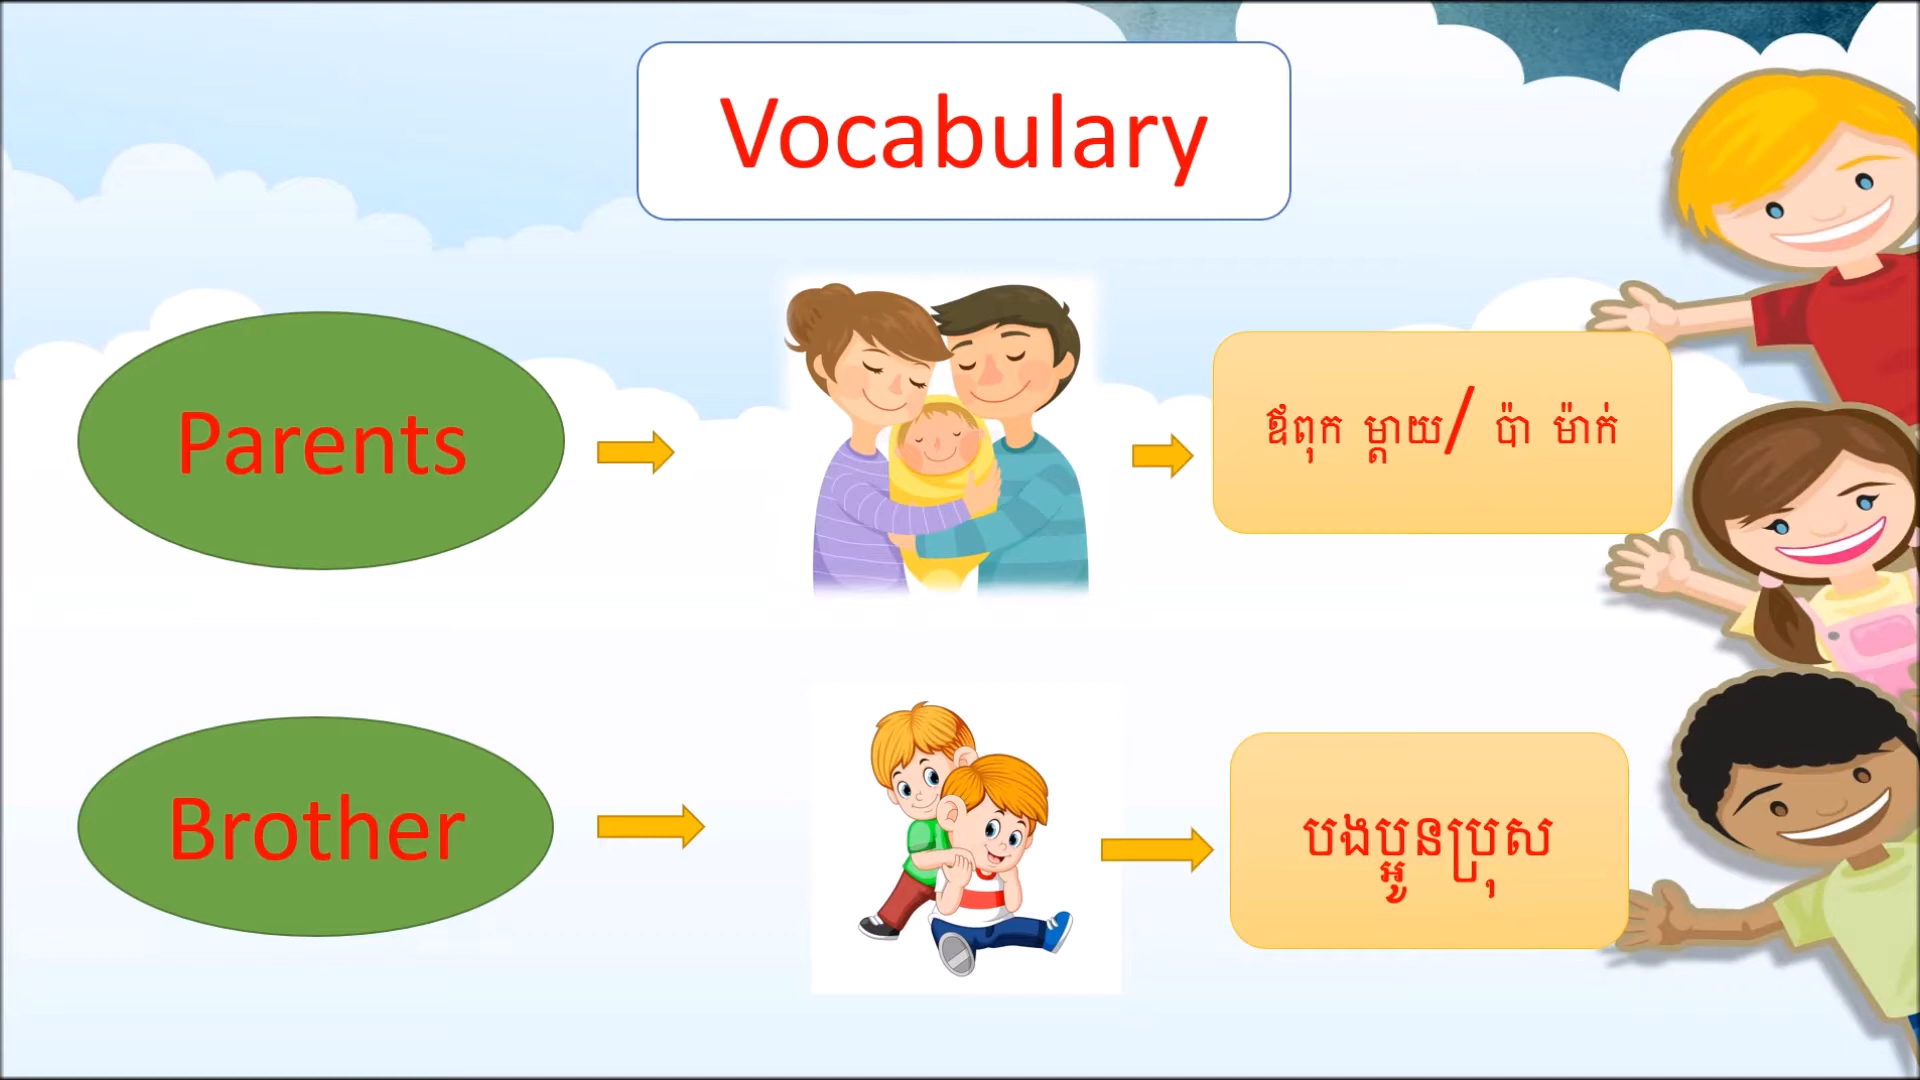 Vocabulary
Parents
ឪពុក ម្តាយ/ ប៉ា ម៉ាក់
Brother
បងប្អូនប្រុស